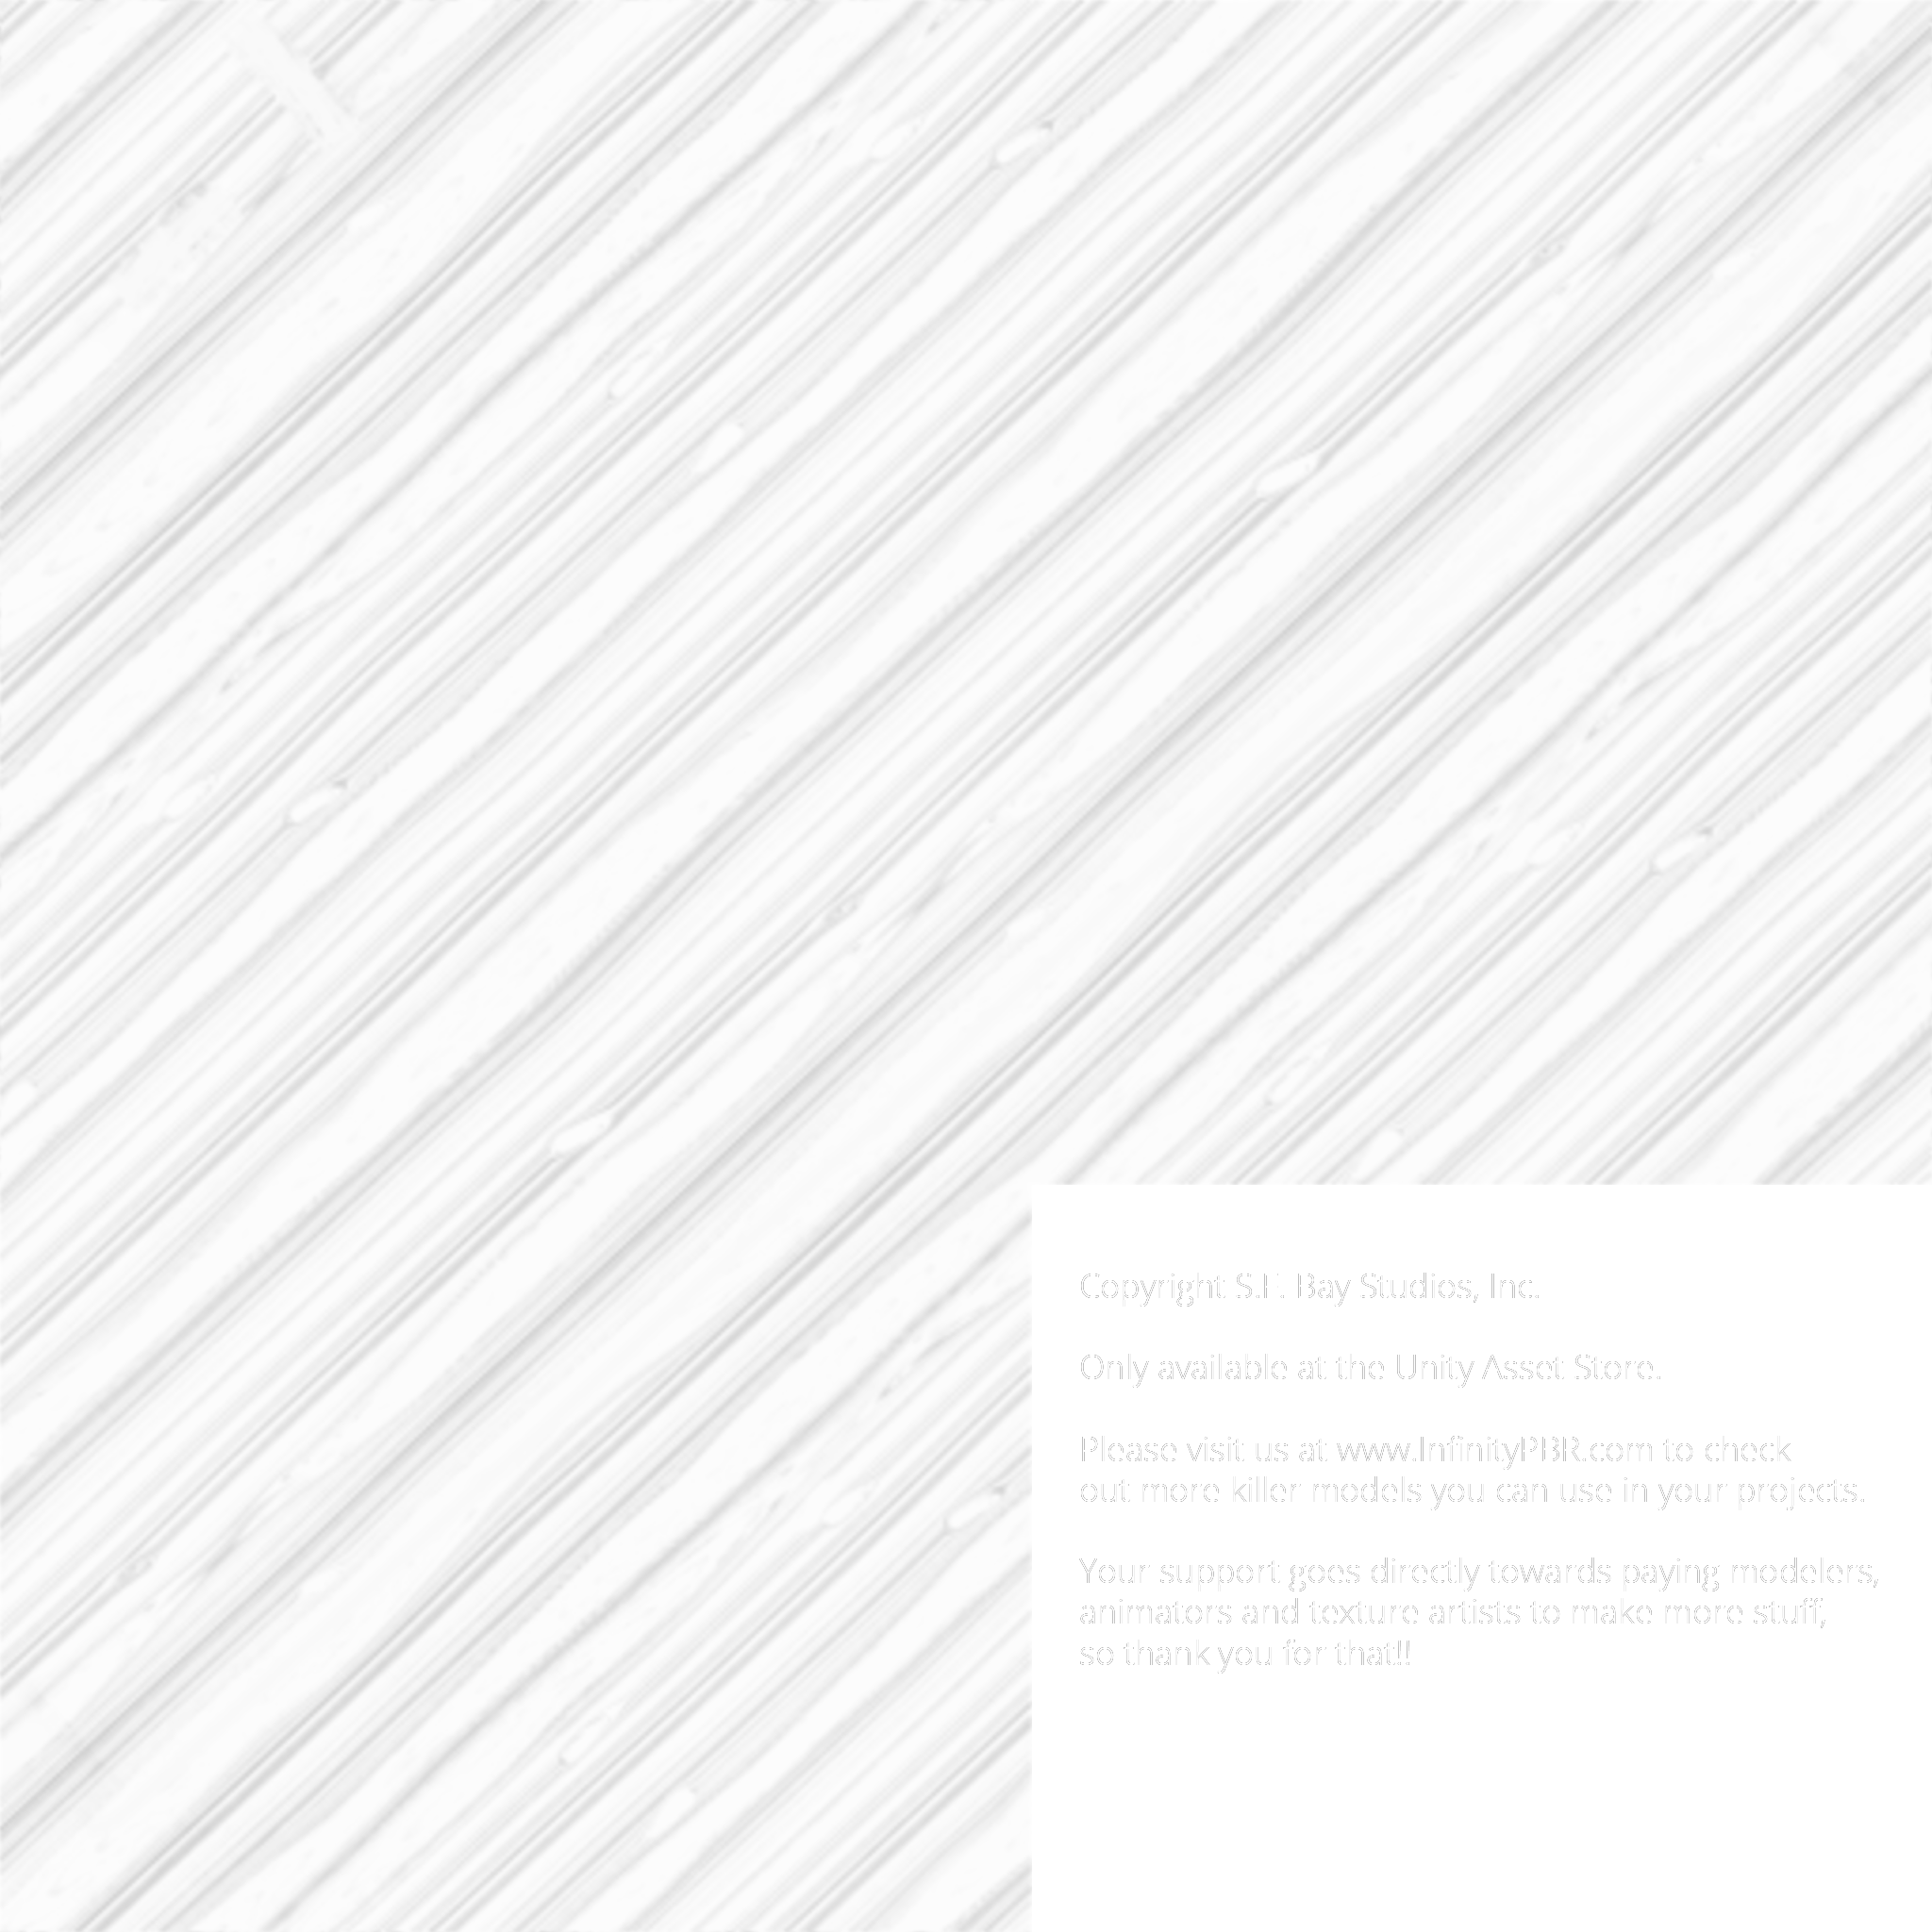 Copyright S.F. Bay Studios, Inc.
Only available at the Unity Asset Store.
Please visit us at www.InfinityPBR.com to check
out more killer models you can use in your projects.
Your support goes directly towards paying modelers,
animators and texture artists to make more stuff,
so thank you for that!!